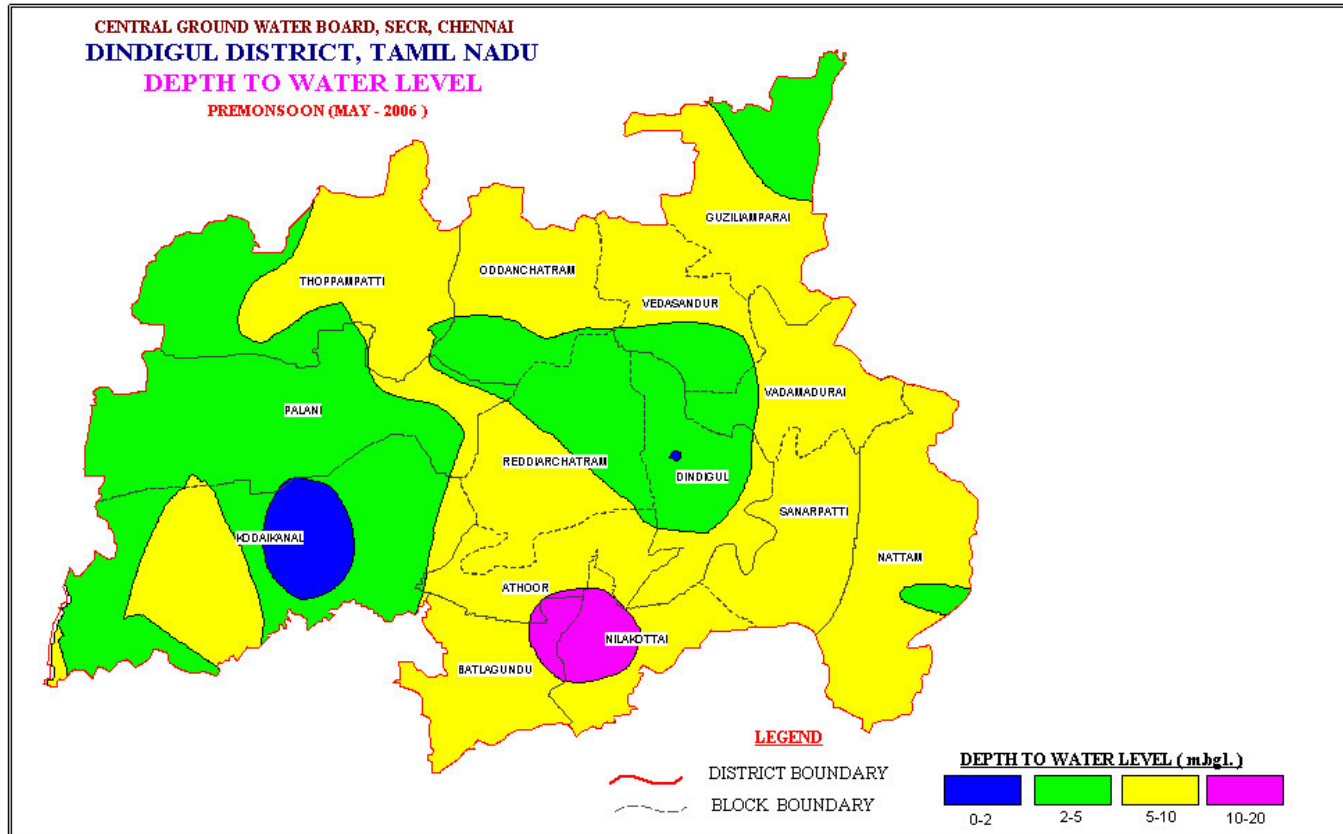 CENTRAL GROUND WATER BOARD, SECR, CHENNAI
DINDIGUL DISTRICT, TAMIL NADU
DEPTH TO WATER LEVEL
PREMONSOON (MAY - 2006 )
GUZILIAMPARAI
THOPPAMPATTI
ODDANCHATRAM
VEDASANDUR
VADAMADURAI
PALANI
REDDIARCHATRAM
DINDIGUL
SANARPATTI
KODAIKANAL
NATTAM
ATHOOR
NILAKOTTAI
BATLAGUNDU
LEGEND
DISTRICT BOUNDARY
BLOCK BOUNDARY
DEPTH TO WATER LEVEL ( mbgl. )
0-2
2-5
5-10
10-20